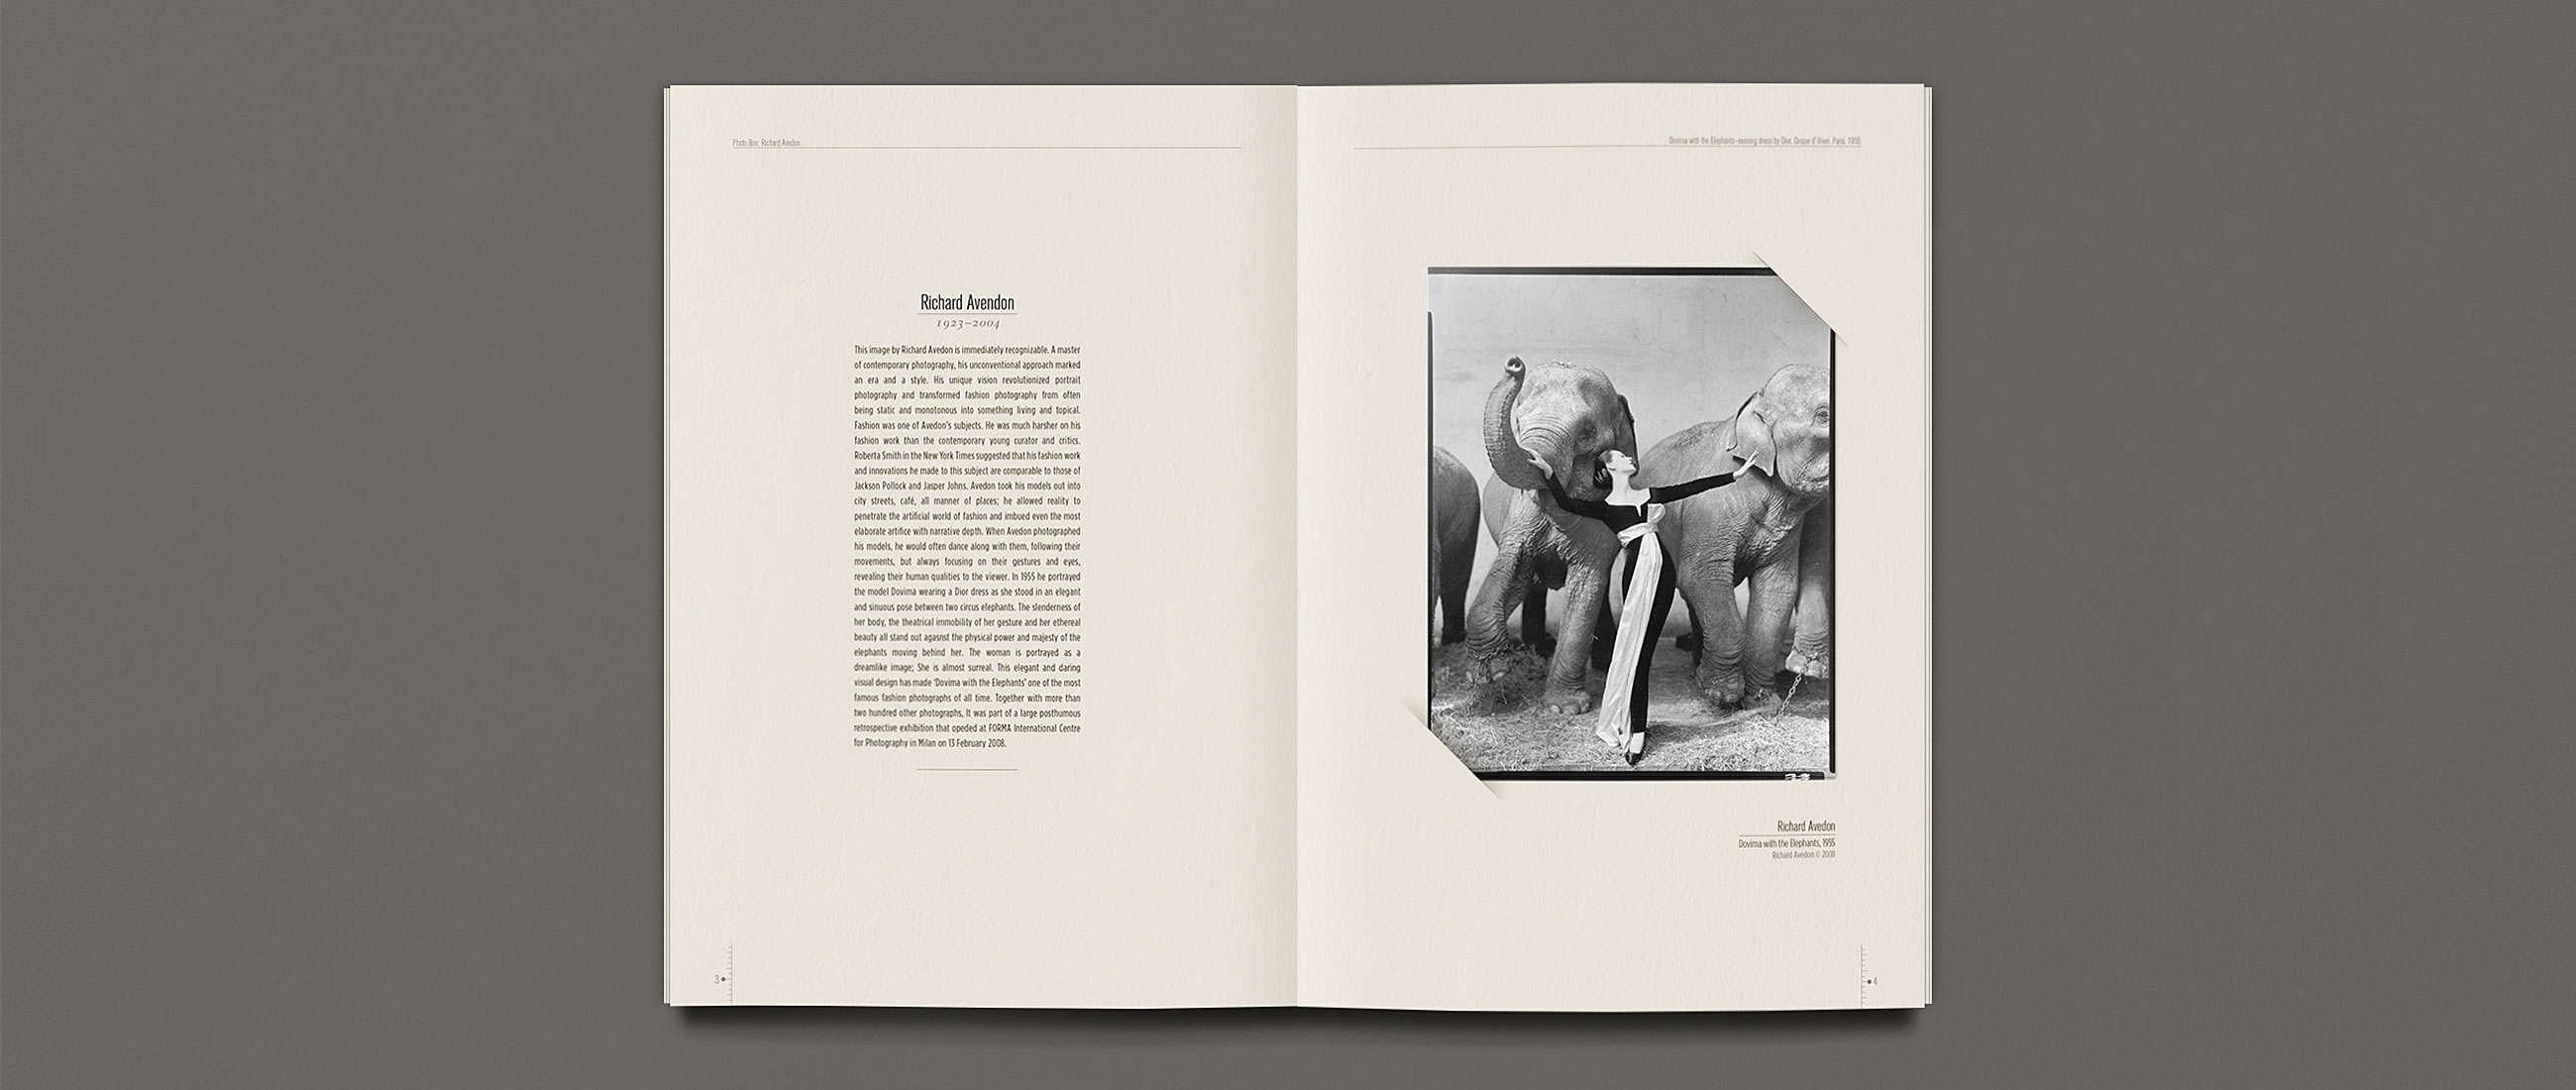 Photo Box: Richard Avedon
Richard Avendon
1923–2004
This image by Richard Avedon is immediately recognizable. A master
of contemporary photography, his unconventional approach marked
an era and a style. His unique vision revolutionized portrait
photography and transformed fashion photography from often
being static and monotonous into something living and topical.
Fashion was one of Avedon's subjects. He was much harsher on his
fashion work than the contemporary young curator and critics.
Roberta Smith in the New York Times suggested that his fashion work
and innovations he made to this subject are comparable to those of
Jackson Pollock and Jasper Johns. Avedon took his models out into
city streets, café, all manner of places; he allowed reality to
penetrate the artificial world of fashion and imbued even the most
elaborate artifice with narrative depth. When Avedon photographed
his models, he would often dance along with them, following their
movements, but always focusing on their gestures and eyes,
revealing their human qualities to the viewer. In 1955 he portrayed
the model Dovima wearing a Dior dress as she stood in an elegant
and sinuous pose between two circus elephants. The slenderness of
her body, the theatrical immobility of her gesture and her ethereal
beauty all stand out agasnst the physical power and majesty of the
elephants moving behind her. The woman is portrayed as a
dreamlike image; She is almost surreal. This elegant and daring
visual design has made 'Dovima with the Elephants' one of the most
famous fashion photographs of all time. Together with more than
two hundred other photographs, It was part of a large posthumous
retrospective exhibition that opeded at FORMA International Centre
for Photography in Milan on 13 February 2008.
3
Dovima with the Elephants–evening dress by Dior, Cirque d'Hiver, Paris, 1955
Richard Avedon
Dovima with the Elephants, 1955
Richard Avedon © 2008
4